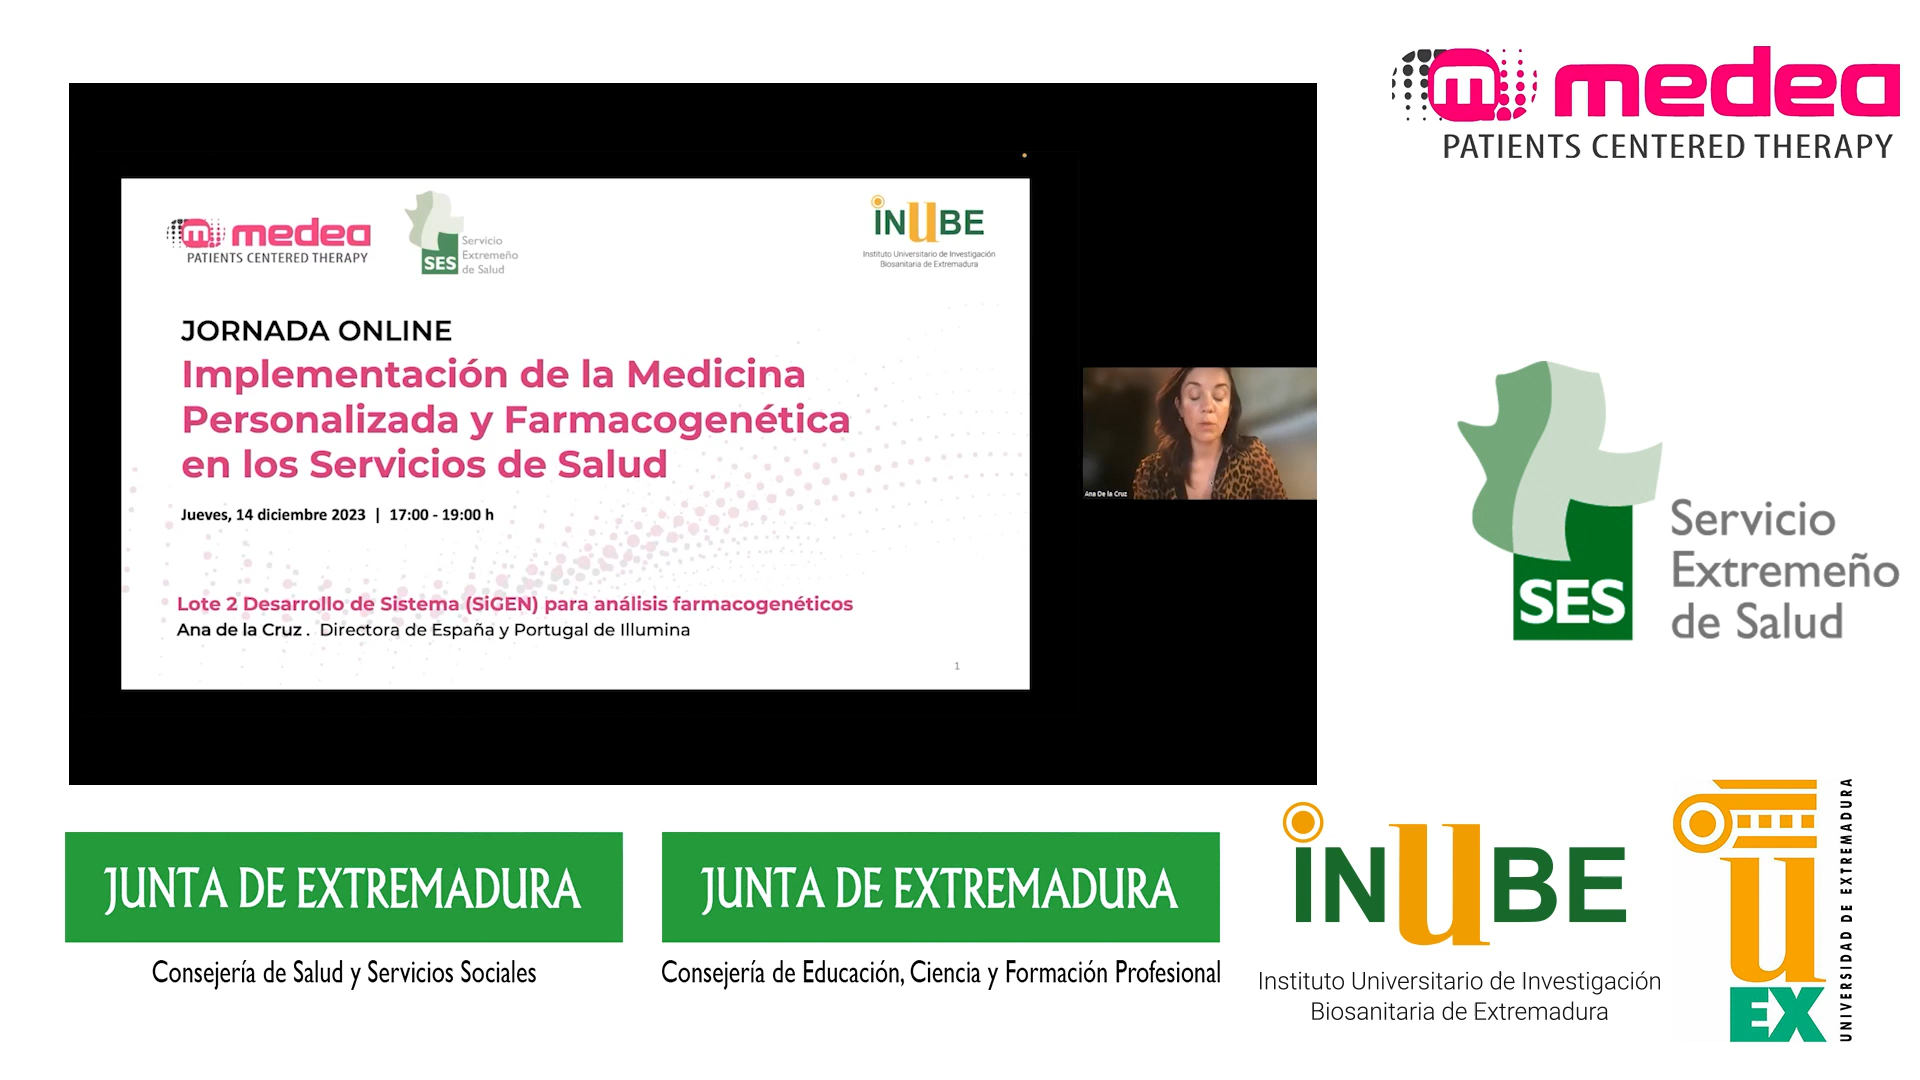 m medea
PATIENTS CENTERED THERAPY
m medea
PATIENTS CENTERED THERAPY
SES
Servicio
Extremeño
de Salud
iNUBE
Instituto Universitario de Investigación
Biosanitaria de Extremadura
JORNADA ONLINE
Implementación de la Medicina
Personalizada y Farmacogenética
en los Servicios de Salud
Jueves, 14 diciembre 2023 | 17:00 - 19:00 h
Lote 2 Desarrollo de Sistema (SiGEN) para análisis farmacogenéticos
Ana de la Cruz . Directora de España y Portugal de Illumina
1
Ana De la Cruz
SES
Servicio
Extremeño
de Salud
JUNTA DE EXTREMADURA
Consejería de Salud y Servicios Sociales
JUNTA DE EXTREMADURA
Consejería de Educación, Ciencia y Formación Profesional
iNUBE
Instituto Universitario de Investigación
Biosanitaria de Extremadura
u
EX
UNIVERSIDAD DE EXTREMADURA